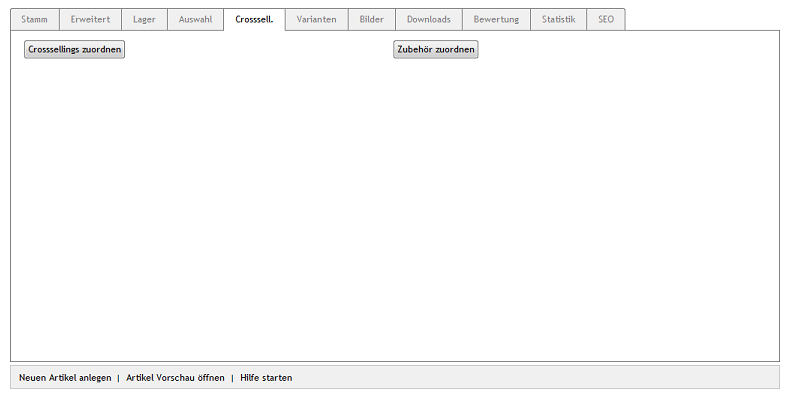 Stamm Erweitert Lager Auswahl Crosssell. Varianten Bilder Downloads Bewertung Statistik SEO
Crosssellings zuordnen Zubehör zuordnen
Neuen Artikel anlegen | Artikel Vorschau öffnen | Hilfe starten